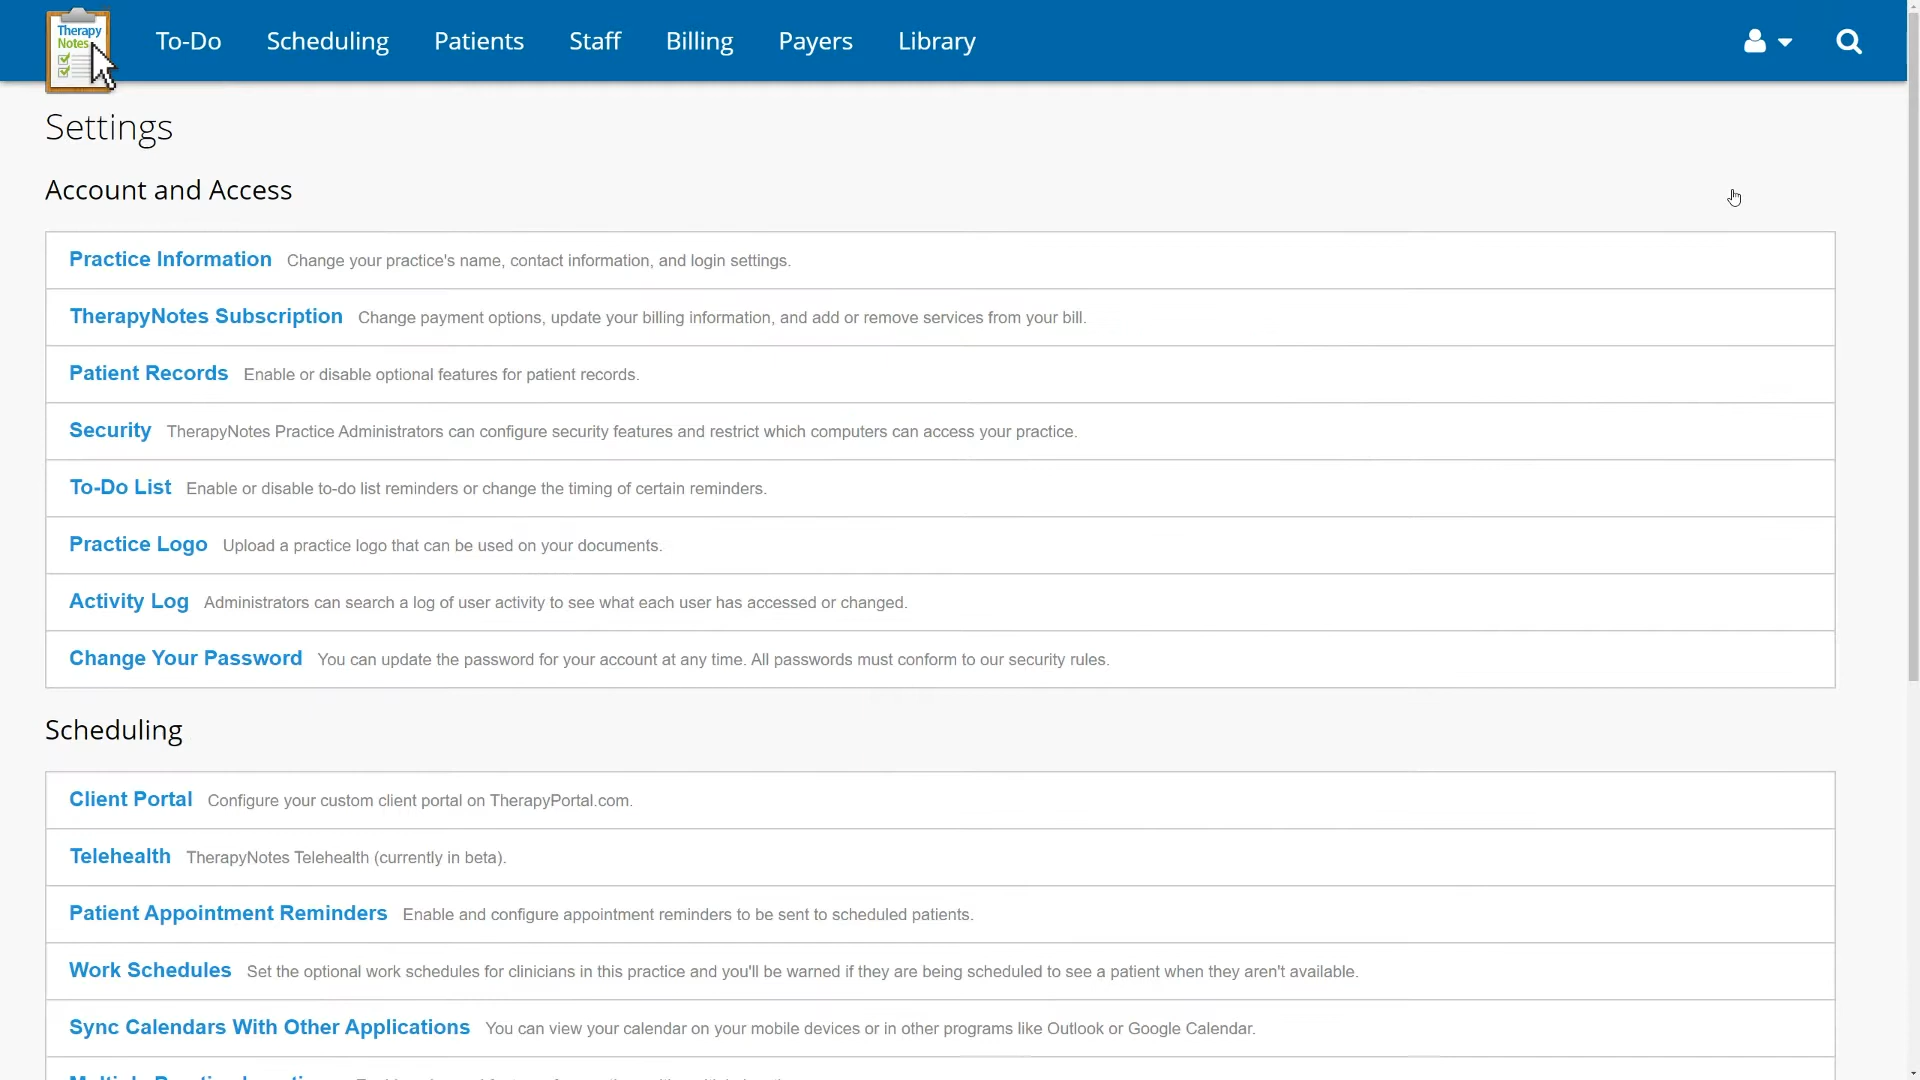 Therapy
Notes
To-Do Scheduling Patients Staff Billing Payers Library
Settings
Account and Access
Practice Information Change your practice's name, contact information, and login settings.
TherapyNotes Subscription Change payment options, update your billing information, and add or remove services from your bill.
Patient Records Enable or disable optional features for patient records.
Security TherapyNotes Practice Administrators can configure security features and restrict which computers can access your practice.
To-Do List Enable or disable to-do list reminders or change the timing of certain reminders.
Practice Logo Upload a practice logo that can be used on your documents.
Activity Log Administrators can search a log of user activity to see what each user has accessed or changed.
Change Your Password You can update the password for your account at any time. All passwords must conform to our security rules.
Scheduling
Client Portal Configure your custom client portal on TherapyPortal.com.
Telehealth TherapyNotes Telehealth (currently in beta).
Patient Appointment Reminders Enable and configure appointment reminders to be sent to scheduled patients.
Work Schedules Set the optional work schedules for clinicians in this practice and you'll be warned if they are being scheduled to see a patient when they aren't available.
Sync Calendars With Other Applications You can view your calendar on your mobile devices or in other programs like Outlook or Google Calendar.